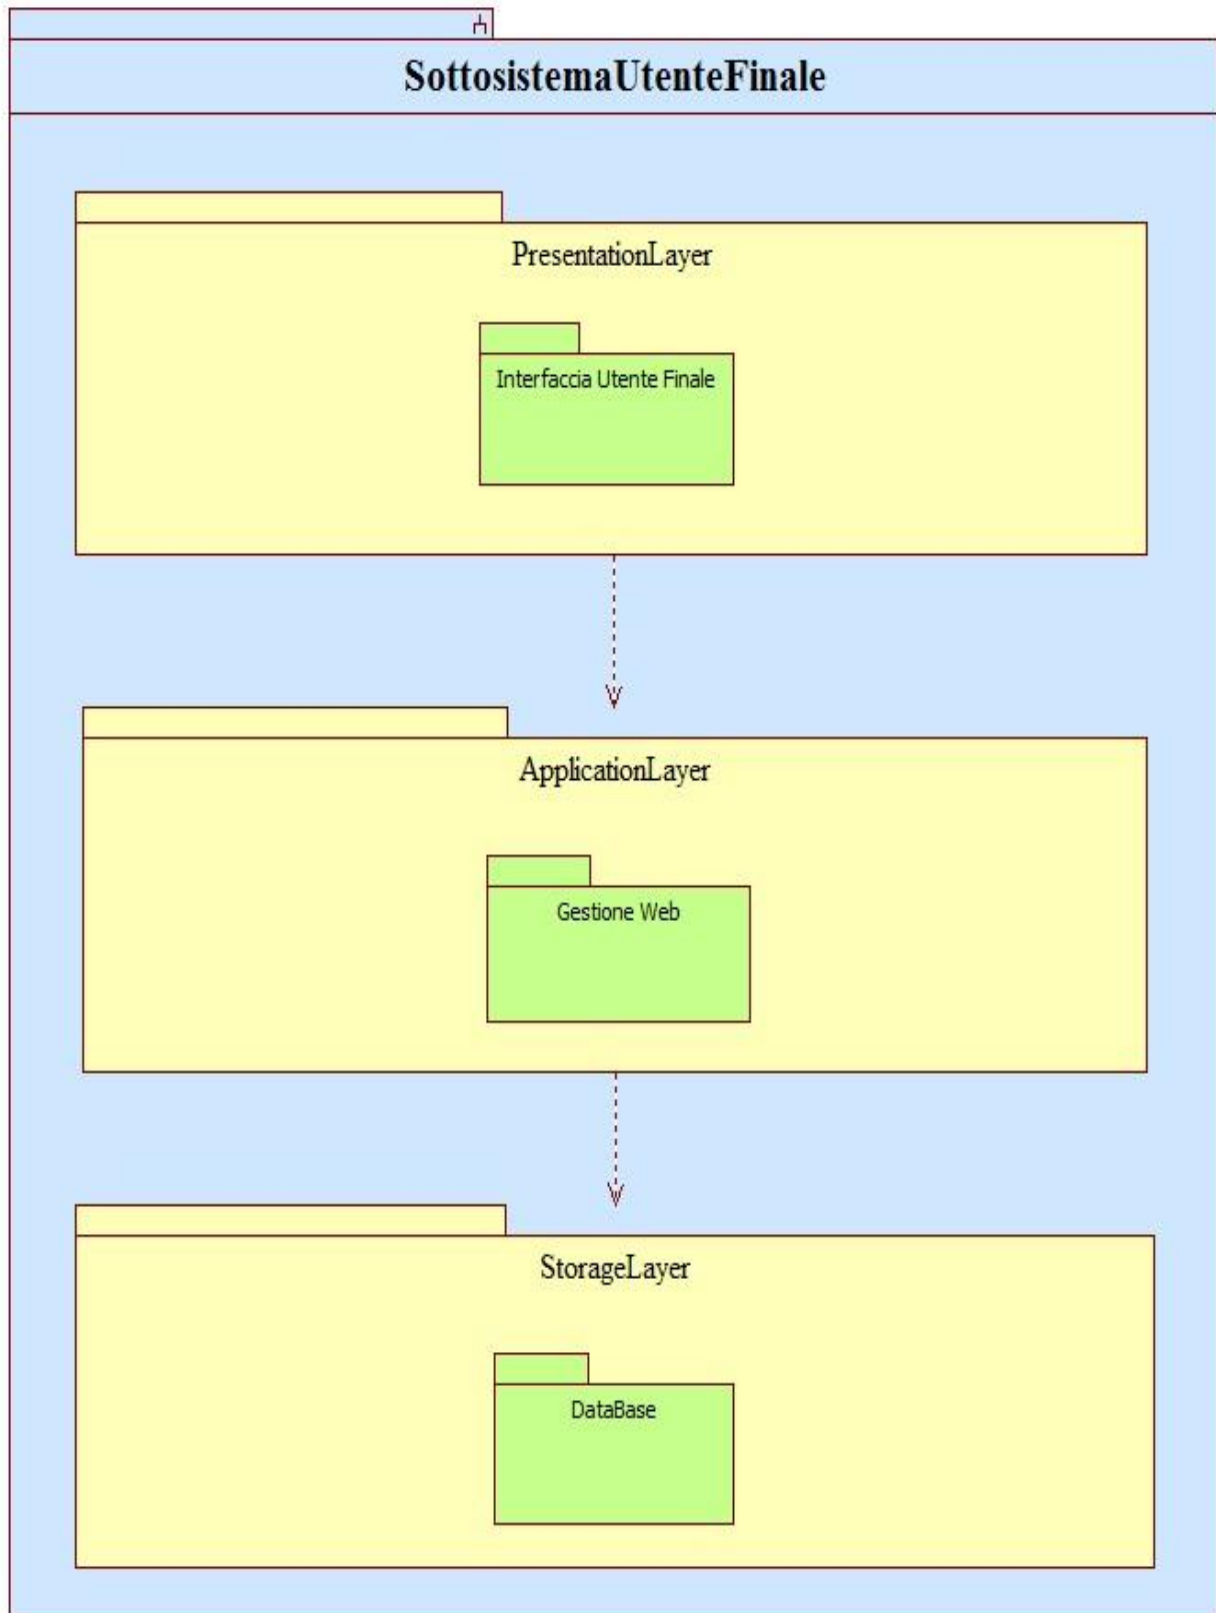 SottosistemaUtenteFinale
PresentationLayer
Interfaccia Utente Finale
ApplicationLayer
Gestione Web
StorageLayer
DataBase